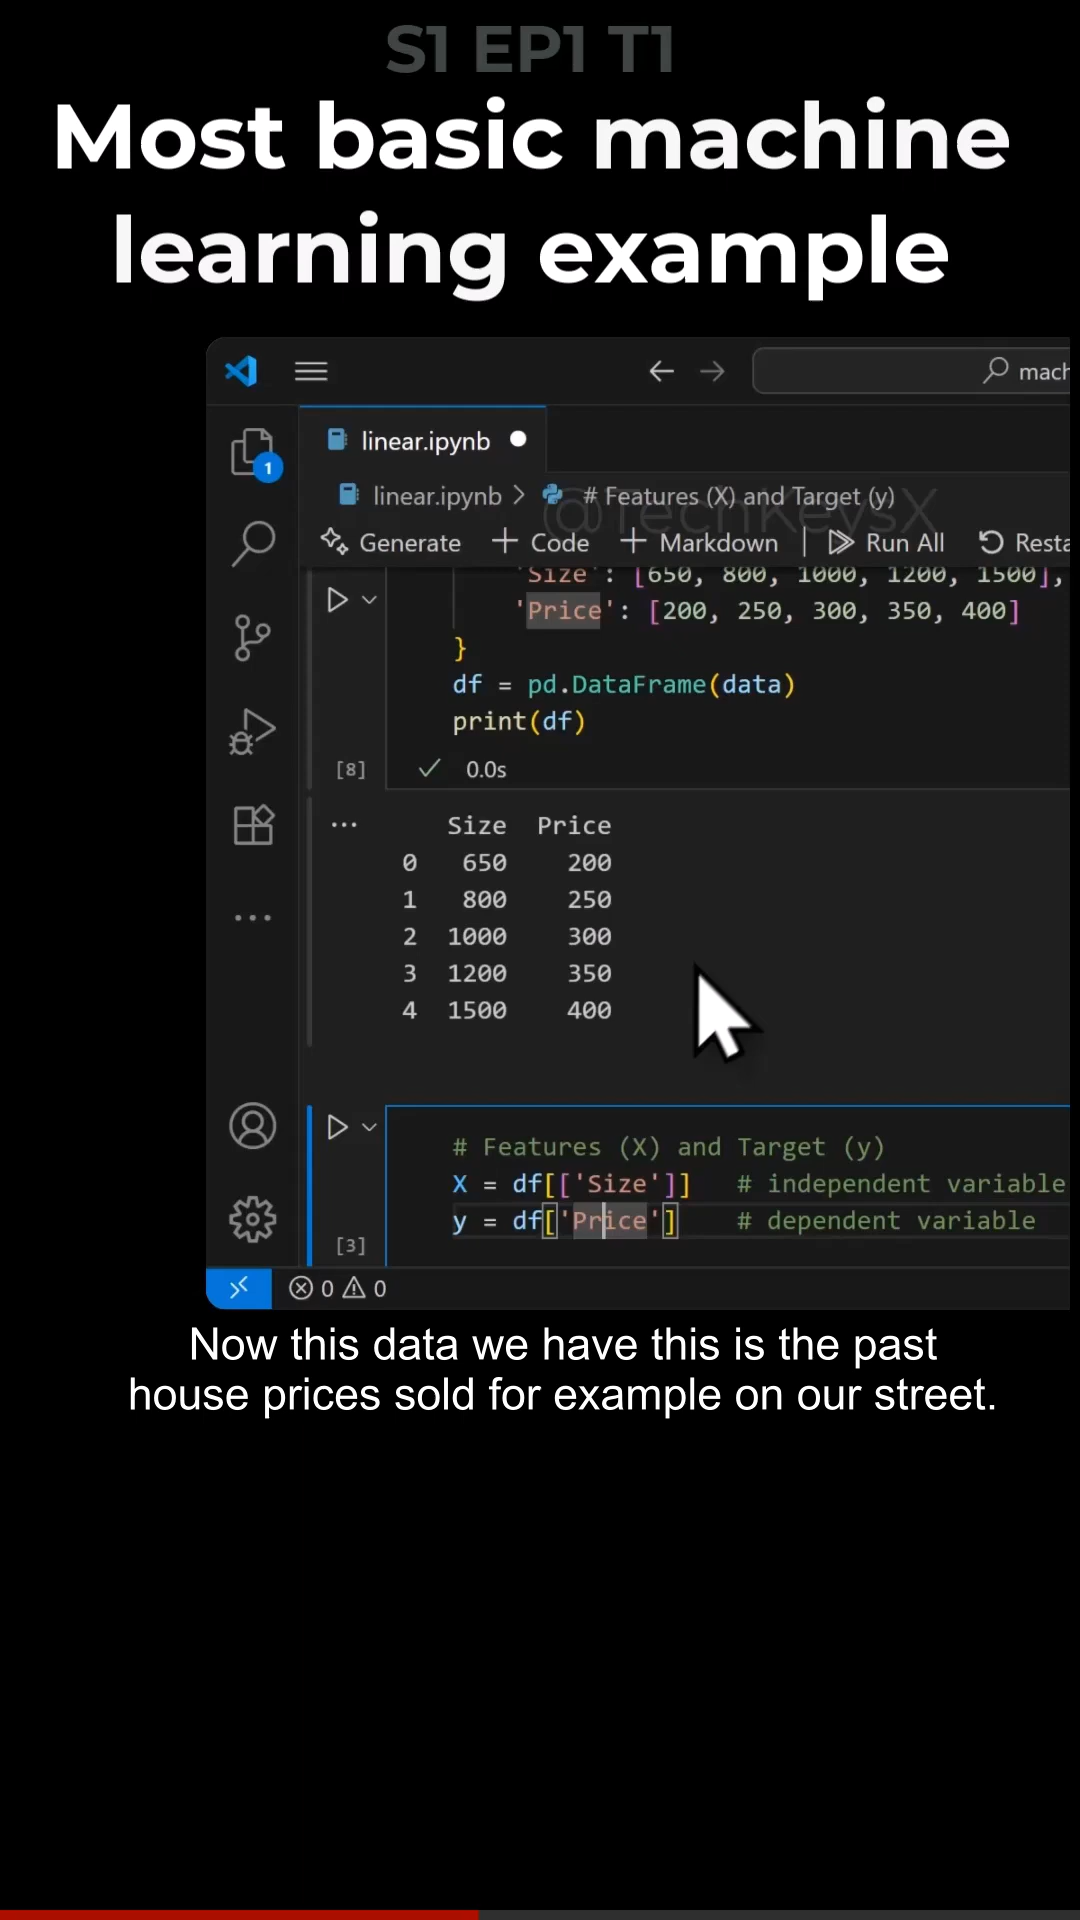 S1 EP1 T1
Most basic machine
learning example
mach
linear.ipynb
1
linear.ipynb > # Features (X) and Target (y)
@TechKeysX
Generate + Code + Markdown | Run All Resta
'Size': [650, 800, 1000, 1200, 1500],
'Price': [200, 250, 300, 350, 400]
}
df = pd.DataFrame(data)
print(df)
[8] ✓ 0.0s
... Size Price
0 650 200
1 800 250
2 1000 300
3 1200 350
4 1500 400
# Features (X) and Target (y)
X = df[['Size']] # independent variable
y = df['Price'] # dependent variable
[3]
0 0
Now this data we have this is the past
house prices sold for example on our street.